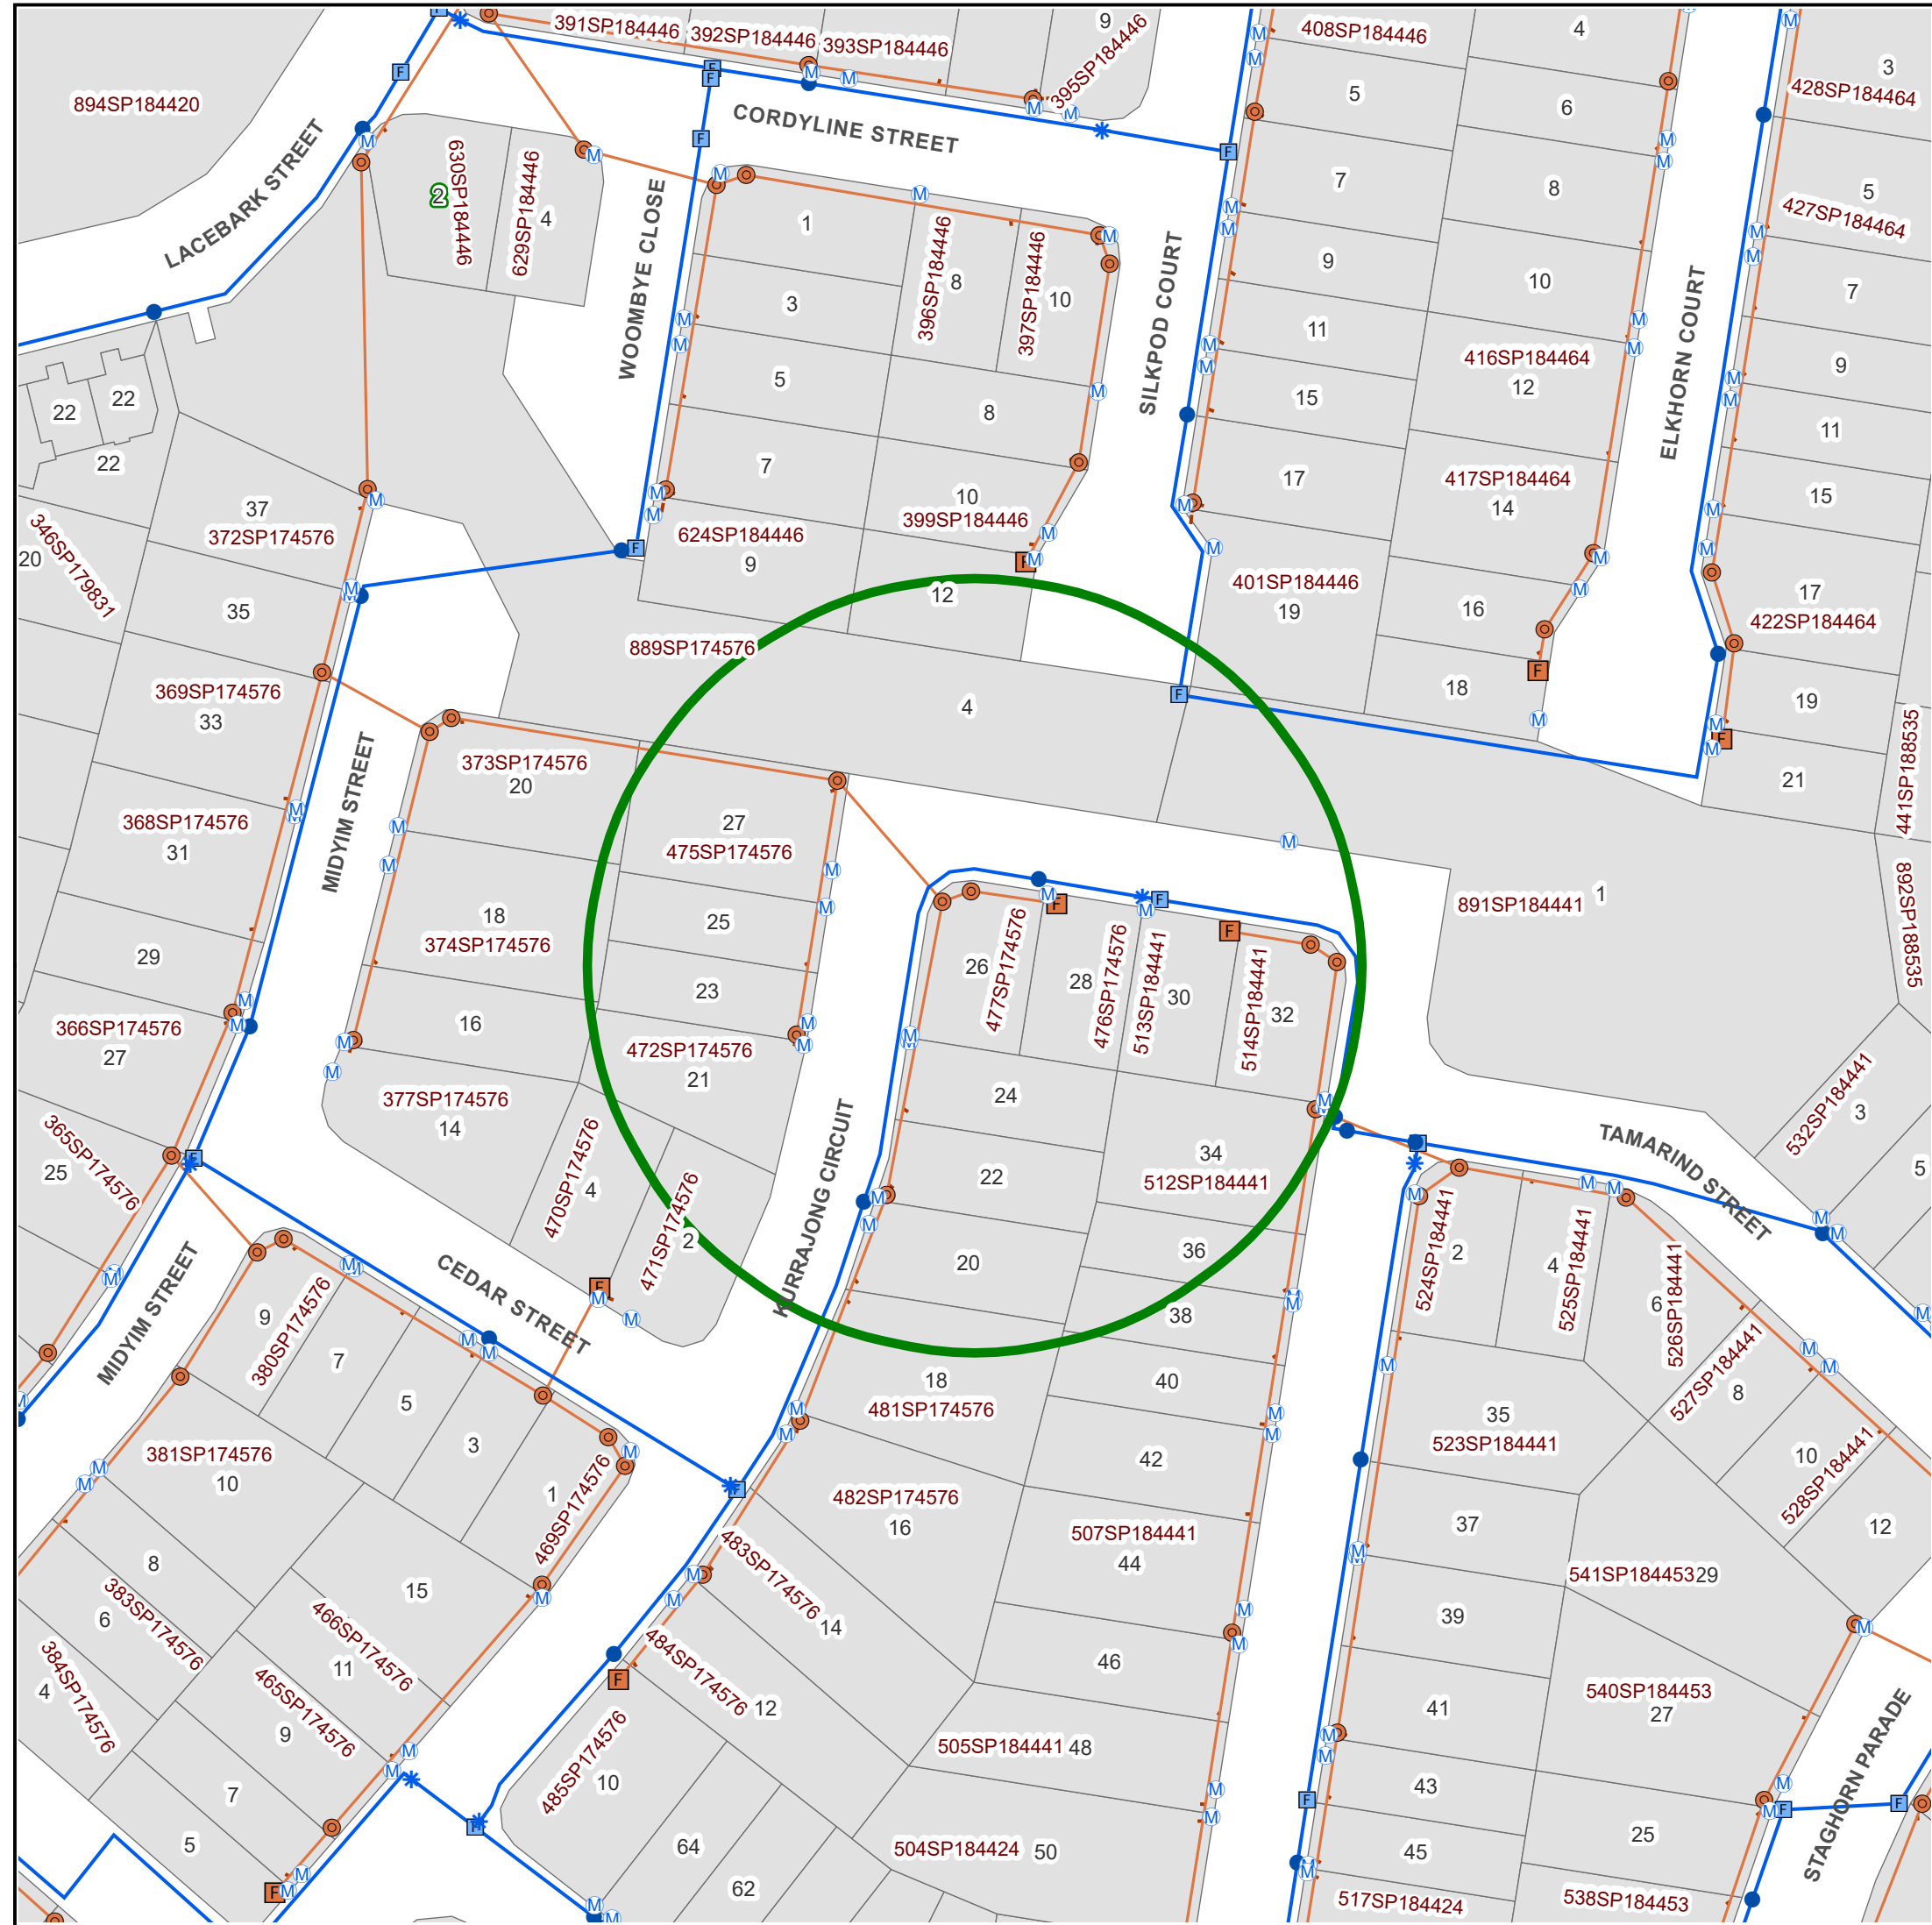 391SP184446
392SP184446
393SP184446
9
395SP184446
408SP184446
4
3
428SP184464
894SP184420
LACEBARK STREET
CORDYLINE STREET
5
6
630SP184446
2
629SP184446
4
WOOMBYE CLOSE
1
396SP184446
8
397SP184446
10
SILKPOD COURT
7
8
5
427SP184464
3
9
10
ELKHORN COURT
7
11
416SP184464
12
9
5
8
15
11
22
22
22
7
10
399SP184446
17
417SP184464
14
15
37
372SP174576
346SP179831
20
624SP184446
9
401SP184446
19
12
16
17
422SP184464
35
889SP174576
369SP174576
33
4
18
19
441SP188535
MIDYIM STREET
373SP174576
20
21
368SP174576
31
27
475SP174576
891SP184441
1
892SP188535
18
374SP174576
25
29
26
477SP174576
28
476SP174576
513SP184441
30
514SP184441
32
23
366SP174576
27
16
472SP174576
21
377SP174576
14
24
532SP184441
3
365SP174576
25
470SP174576
4
471SP174576
2
KURRAJONG CIRCUIT
22
34
512SP184441
TAMARIND STREET
5
MIDYIM STREET
CEDAR STREET
20
36
524SP184441
2
4
525SP184441
6
526SP184441
9
380SP174576
7
38
527SP184441
8
5
18
481SP174576
40
35
523SP184441
3
381SP174576
10
1
469SP174576
42
10
528SP184441
482SP174576
16
507SP184441
44
37
12
8
15
483SP174576
14
541SP184453
29
6
383SP174576
466SP174576
11
39
484SP174576
12
46
384SP174576
4
465SP174576
9
540SP184453
27
41
505SP184441
48
STAGHORN PARADE
485SP174576
10
43
7
5
64
504SP184424
50
45
25
62
517SP184424
538SP184453